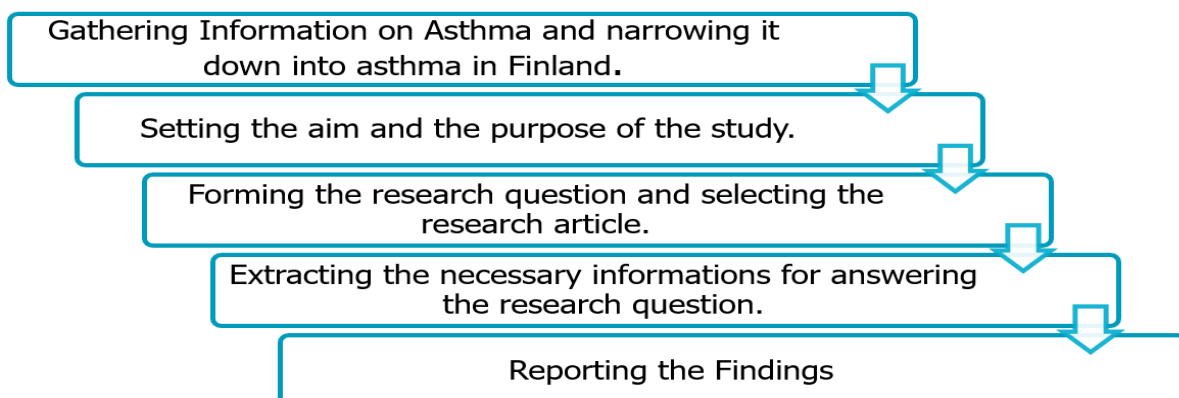 Gathering Information on Asthma and narrowing it
down into asthma in Finland.
Setting the aim and the purpose of the study.
Forming the research question and selecting the
research article.
Extracting the necessary informations for answering
the research question.
Reporting the Findings